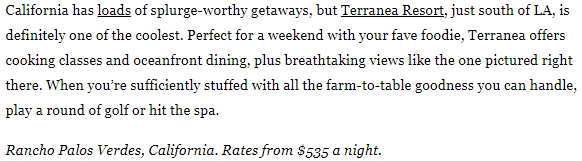 California has loads of splurge-worthy getaways, but Terranea Resort, just south of LA, is
definitely one of the coolest. Perfect for a weekend with your fave foodie, Terranea offers
cooking classes and oceanfront dining, plus breathtaking views like the one pictured right
there. When you’re sufficiently stuffed with all the farm-to-table goodness you can handle,
play a round of golf or hit the spa.
Rancho Palos Verdes, California. Rates from $535 a night.